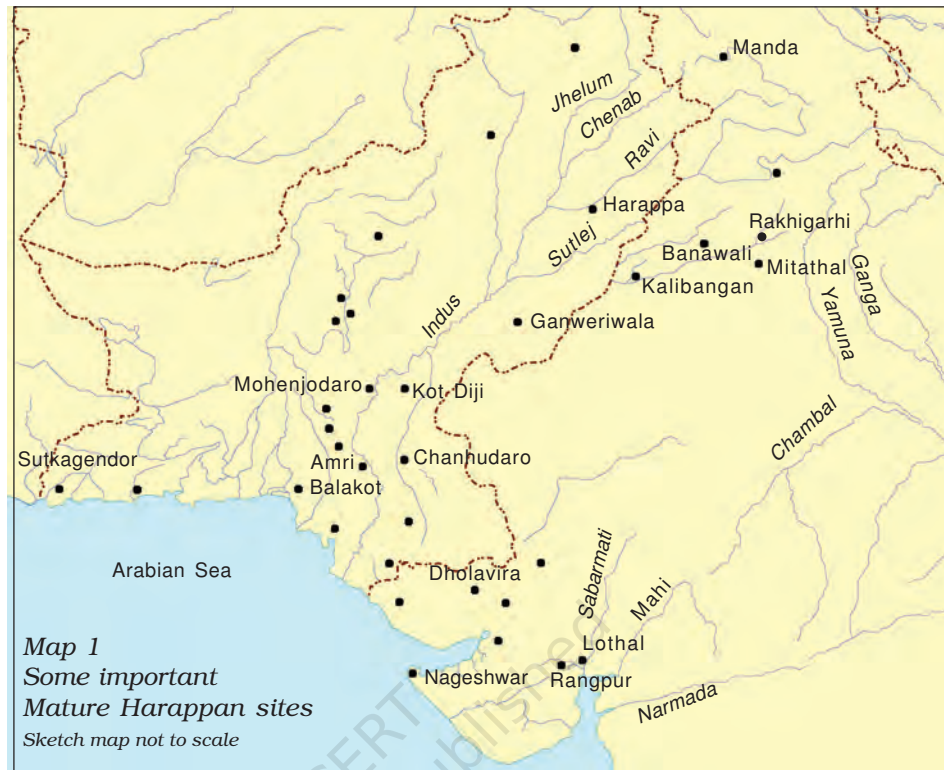 Manda
Jhelum
Chenab
Ravi
Harappa
Sutlej
Rakhigarhi
Banawali
Mitathal
Kalibangan
Ganga
Yamuna
Indus
Ganweriwala
Mohenjodaro
Kot Diji
Chambal
Sutkagendor
Amri
Chanhudaro
Balakot
Arabian Sea
Dholavira
Sabarmati
Mahi
Lothal
Nageshwar
Rangpur
Narmada
Map 1
Some important
Mature Harappan sites
Sketch map not to scale